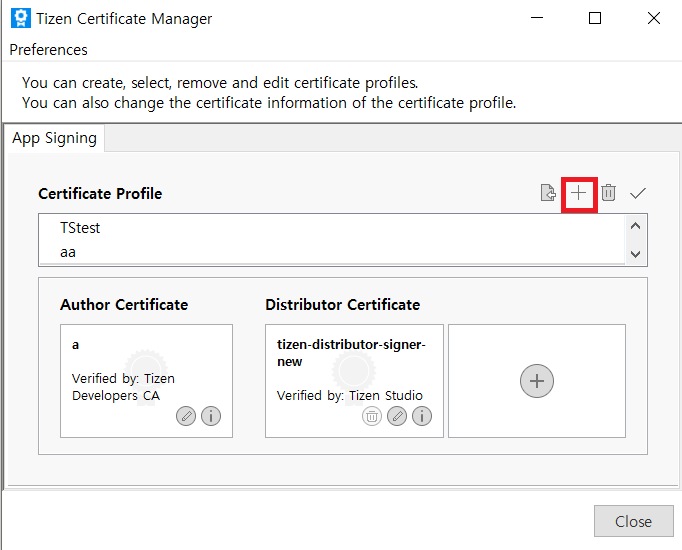 Tizen Certificate Manager
Preferences
You can create, select, remove and edit certificate profiles.
You can also change the certificate information of the certificate profile.
App Signing
Certificate Profile
TStest
aa
Author Certificate
Distributor Certificate
a
Verified by: Tizen
Developers CA
tizen-distributor-signer-
new
Verified by: Tizen Studio
Close